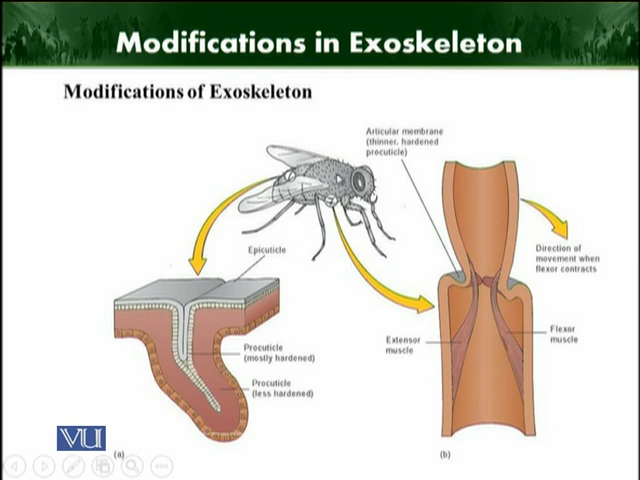 Modifications in Exoskeleton
Modifications of Exoskeleton
Articular membrane
(thinner, hardened
procuticle)
Epicuticle
Direction of
movement when
flexor contracts
Procuticle
(mostly hardened)
Extensor
muscle
Flexor
muscle
Procuticle
(less hardened)
VU
(a)
(b)